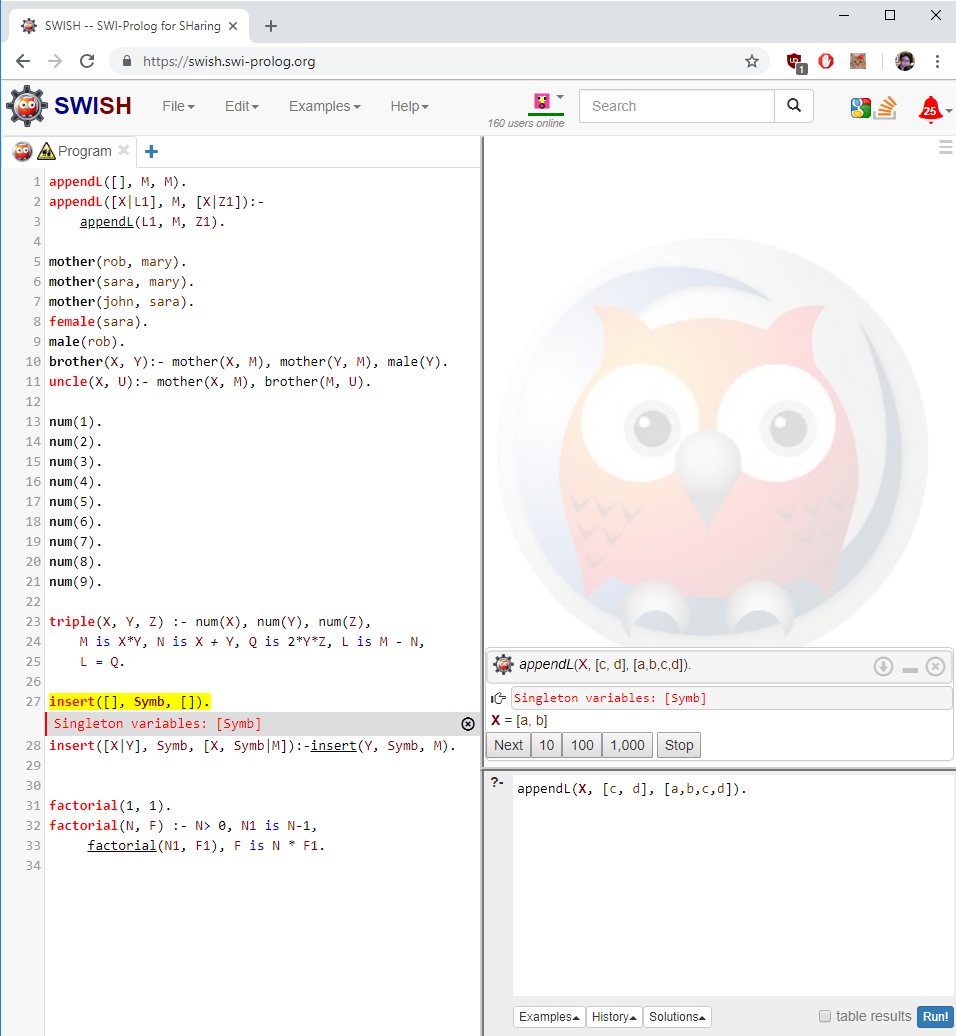 SWISH -- SWI-Prolog for SHaring
https://swish.swi-prolog.org
1
SWISH
File
Edit
Examples
Help
160 users online
Search
25
Program
1 appendL([], M, M).
2 appendL([X|L1], M, [X|Z1]):-
3 appendL(L1, M, Z1).
4
5 mother(rob, mary).
6 mother(sara, mary).
7 mother(john, sara).
8 female(sara).
9 male(rob).
10 brother(X, Y):- mother(X, M), mother(Y, M), male(Y).
11 uncle(X, U):- mother(X, M), brother(M, U).
12
13 num(1).
14 num(2).
15 num(3).
16 num(4).
17 num(5).
18 num(6).
19 num(7).
20 num(8).
21 num(9).
22
23 triple(X, Y, Z) :- num(X), num(Y), num(Z),
24 M is X*Y, N is X + Y, Q is 2*Y*Z, L is M - N,
25 L = Q.
26
27 insert([], Symb, []).
Singleton variables: [Symb]
28 insert([X|Y], Symb, [X, Symb|M]):-insert(Y, Symb, M).
29
30
31 factorial(1, 1).
32 factorial(N, F) :- N> 0, N1 is N-1,
33 factorial(N1, F1), F is N * F1.
34
appendL(X, [c, d], [a,b,c,d]).
Singleton variables: [Symb]
X = [a, b]
Next 10 100 1,000 Stop
?- appendL(X, [c, d], [a,b,c,d]).
Examples History Solutions table results Run!